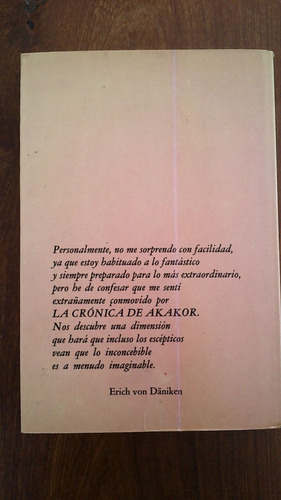 Personalmente, no me sorprendo con facilidad,
ya que estoy habituado a lo fantástico
y siempre preparado para lo más extraordinario,
pero he de confesar que me sentí
extrañamente conmovido por
LA CRÓNICA DE AKAKOR.
Nos descubre una dimensión
que hará que incluso los escépticos
vean que lo inconcebible
es a menudo imaginable.
Erich von Däniken